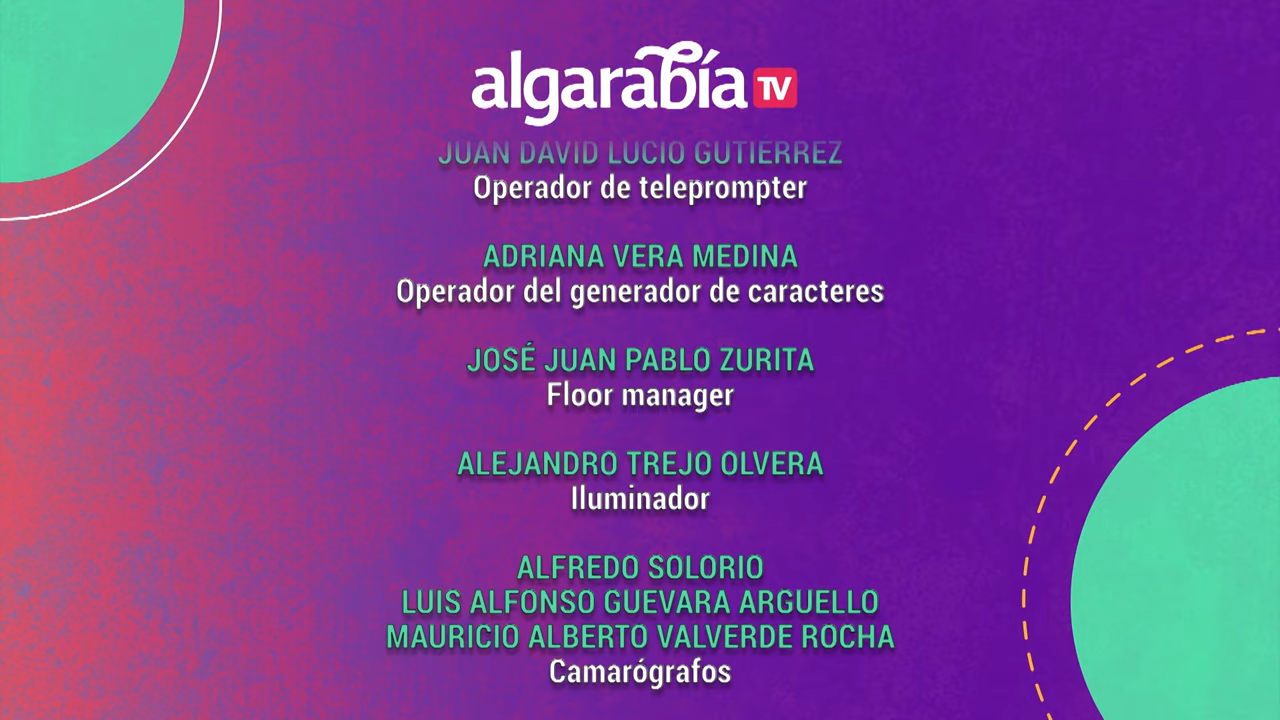 algarabía TV
JUAN DAVID LUCIO GUTIÉRREZ
Operador de teleprompter
ADRIANA VERA MEDINA
Operador del generador de caracteres
JOSÉ JUAN PABLO ZURITA
Floor manager
ALEJANDRO TREJO OLVERA
Iluminador
ALFREDO SOLORIO
LUIS ALFONSO GUEVARA ARGUELLO
MAURICIO ALBERTO VALVERDE ROCHA
Camarógrafos